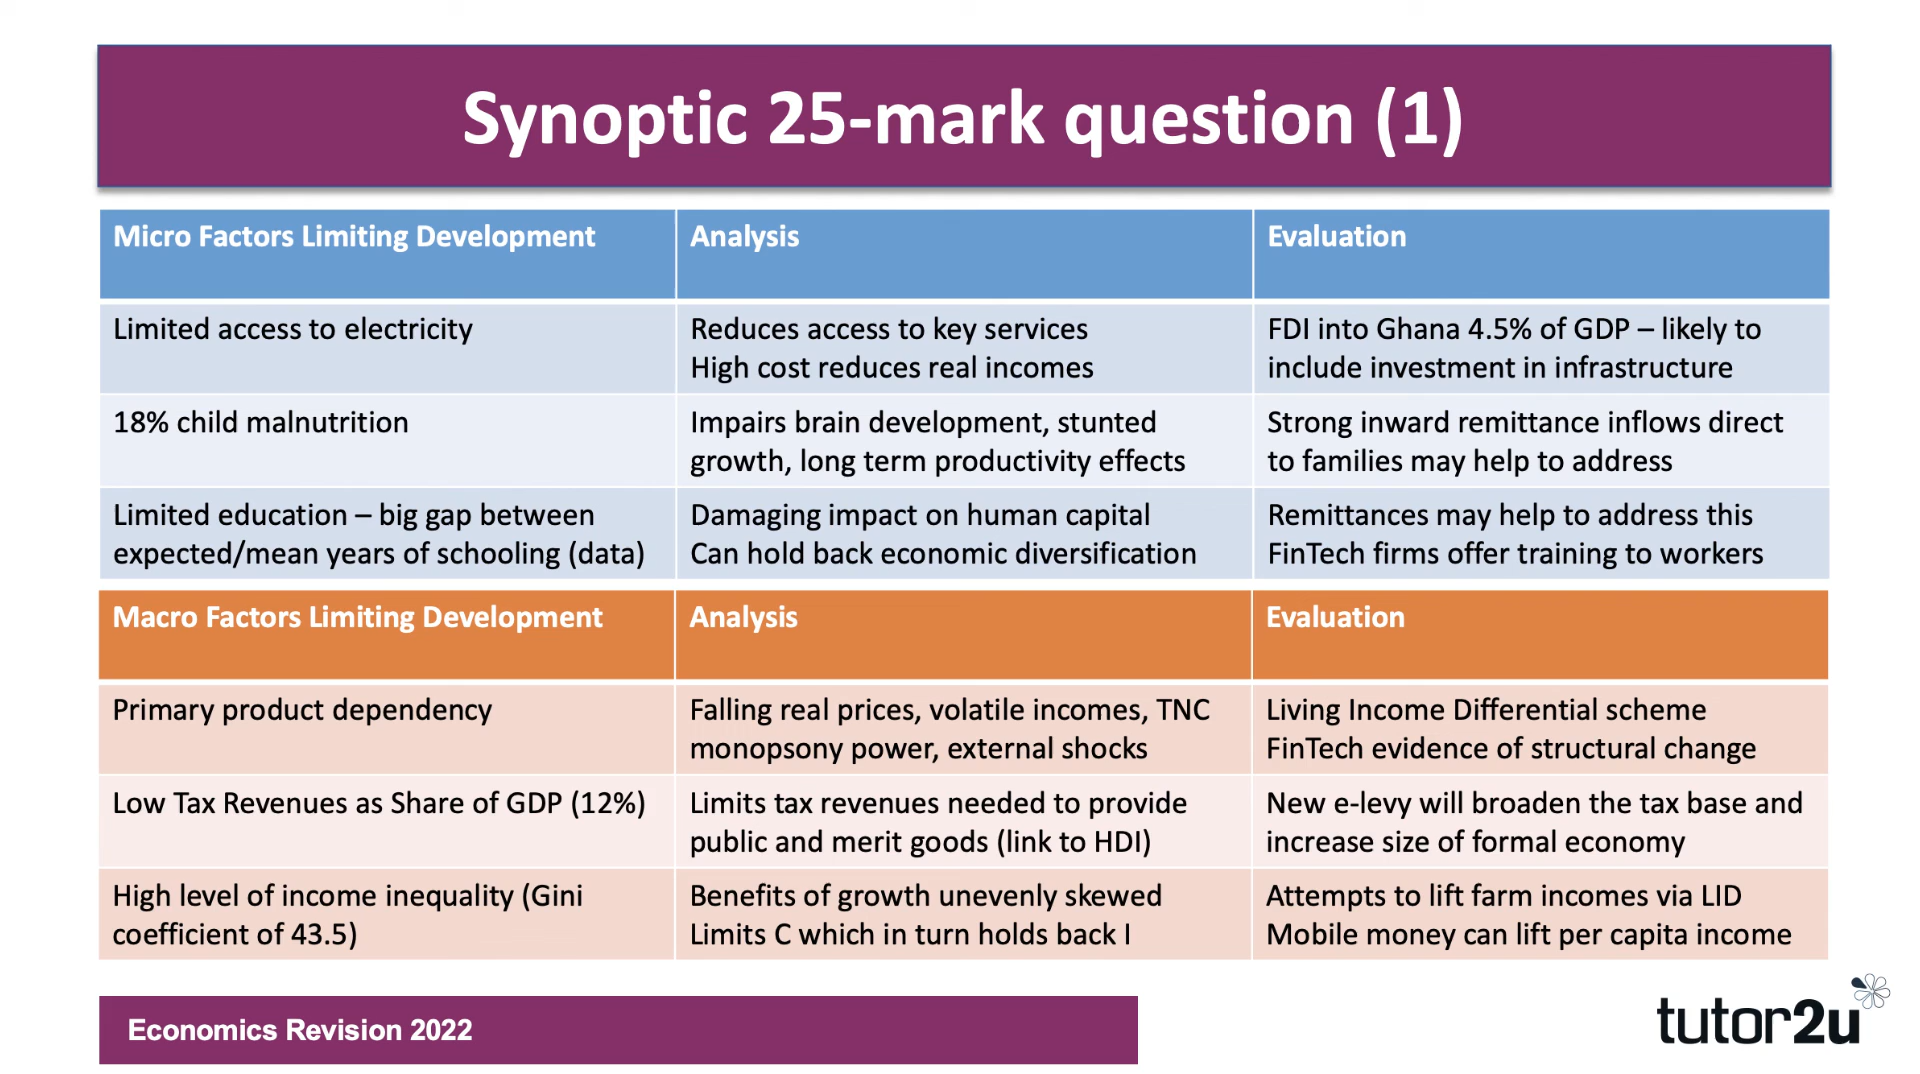 Synoptic 25-mark question (1)
Micro Factors Limiting Development
Analysis
Evaluation
Limited access to electricity
Reduces access to key services
High cost reduces real incomes
FDI into Ghana 4.5% of GDP – likely to
include investment in infrastructure
18% child malnutrition
Impairs brain development, stunted
growth, long term productivity effects
Strong inward remittance inflows direct
to families may help to address
Limited education – big gap between
expected/mean years of schooling (data)
Damaging impact on human capital
Can hold back economic diversification
Remittances may help to address this
FinTech firms offer training to workers
Macro Factors Limiting Development
Analysis
Evaluation
Primary product dependency
Falling real prices, volatile incomes, TNC
monopsony power, external shocks
Living Income Differential scheme
FinTech evidence of structural change
Low Tax Revenues as Share of GDP (12%)
Limits tax revenues needed to provide
public and merit goods (link to HDI)
New e-levy will broaden the tax base and
increase size of formal economy
High level of income inequality (Gini
coefficient of 43.5)
Benefits of growth unevenly skewed
Limits C which in turn holds back I
Attempts to lift farm incomes via LID
Mobile money can lift per capita income
Economics Revision 2022
tutor2u